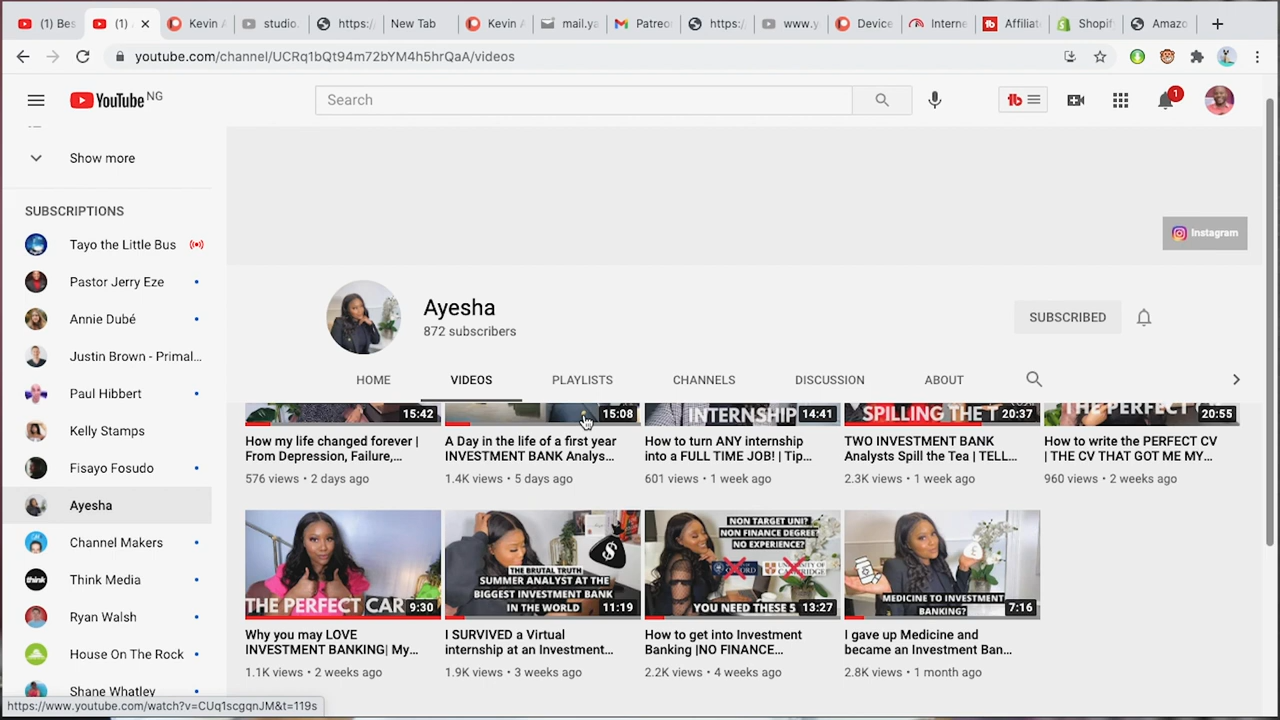 (1) Bes
(1)
Kevin A
studio.
https:/
New Tab
Kevin A
mail.ya
Patreo
https:/
www.y
Device
Interne
Affiliat
Shopif
Amazo
youtube.com/channel/UCRq1bQt94m72bYM4h5hrQaA/videos
YouTube NG
Search
tb
1
Show more
SUBSCRIPTIONS
Tayo the Little Bus
Pastor Jerry Eze
Annie Dubé
Justin Brown - Primal...
Paul Hibbert
Kelly Stamps
Fisayo Fosudo
Ayesha
Channel Makers
think
Think Media
Ryan Walsh
House On The Rock
Shane Whatley
Instagram
Ayesha
872 subscribers
SUBSCRIBED
HOME
VIDEOS
PLAYLISTS
CHANNELS
DISCUSSION
ABOUT
15:42
15:08
INTERNSHIP
14:41
SPILLING THE T
20:37
THE PERFECT
20:55
How my life changed forever |
From Depression, Failure,...
576 views • 2 days ago
A Day in the life of a first year
INVESTMENT BANK Analys...
1.4K views • 5 days ago
How to turn ANY internship
into a FULL TIME JOB! | Tip...
601 views • 1 week ago
TWO INVESTMENT BANK
Analysts Spill the Tea | TELL...
2.3K views • 1 week ago
How to write the PERFECT CV
| THE CV THAT GOT ME MY...
960 views • 2 weeks ago
THE PERFECT CAR
9:30
$
THE BRUTAL TRUTH
SUMMER ANALYST AT THE
BIGGEST INVESTMENT BANK
IN THE WORLD
11:19
NON TARGET UNI?
NON FINANCE DEGREE?
NO EXPERIENCE?
UNIVERSITY OF
CAMBRIDGE
YOU NEED THESE 5
13:27
£
MEDICINE TO INVESTMENT
BANKING?
7:16
Why you may LOVE
INVESTMENT BANKING| My...
1.1K views • 2 weeks ago
I SURVIVED a Virtual
internship at an Investment...
1.9K views • 3 weeks ago
How to get into Investment
Banking |NO FINANCE...
2.2K views • 4 weeks ago
I gave up Medicine and
became an Investment Ban...
2.8K views • 1 month ago
https://www.youtube.com/watch?v=CUq1scgqnJM&t=119s